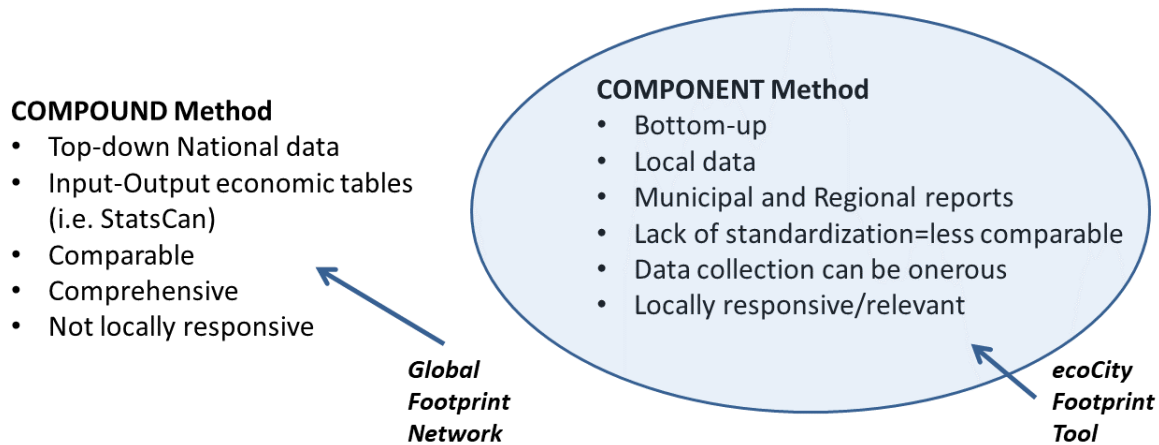 COMPOUND Method
• Top-down National data
• Input-Output economic tables
(i.e. StatsCan)
• Comparable
• Comprehensive
• Not locally responsive
Global
Footprint
Network
COMPONENT Method
• Bottom-up
• Local data
• Municipal and Regional reports
• Lack of standardization=less comparable
• Data collection can be onerous
• Locally responsive/relevant
ecoCity
Footprint
Tool